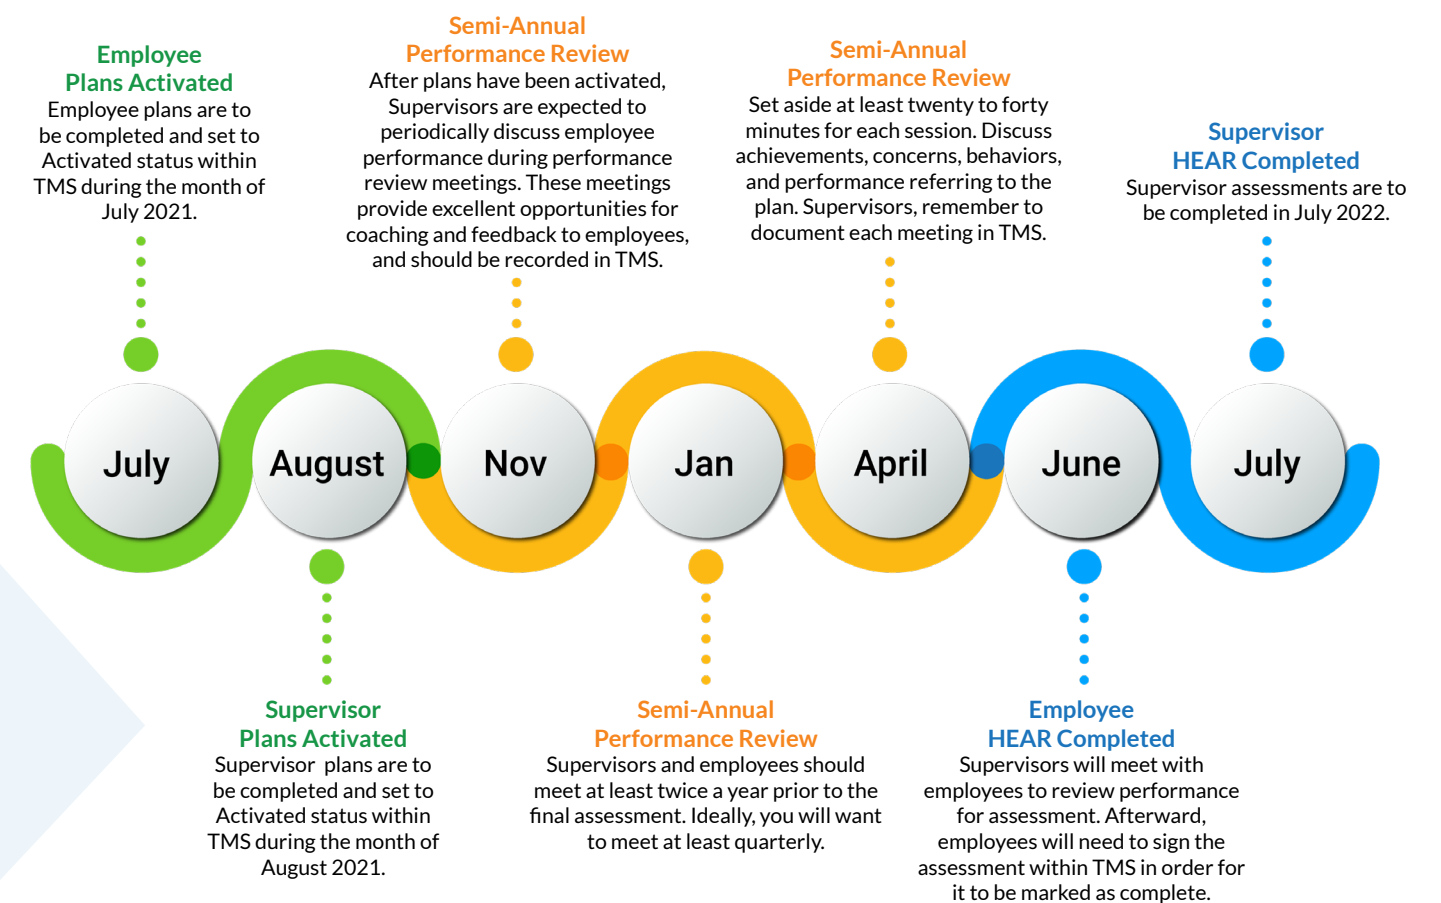 Employee
Plans Activated
Employee plans are to
be completed and set to
Activated status within
TMS during the month of
July 2021.
Semi-Annual
Performance Review
After plans have been activated,
Supervisors are expected to
periodically discuss employee
performance during performance
review meetings. These meetings
provide excellent opportunities for
coaching and feedback to employees,
and should be recorded in TMS.
Semi-Annual
Performance Review
Set aside at least twenty to forty
minutes for each session. Discuss
achievements, concerns, behaviors,
and performance referring to the
plan. Supervisors, remember to
document each meeting in TMS.
Supervisor
HEAR Completed
Supervisor assessments are to
be completed in July 2022.
July
August
Nov
Jan
April
June
July
Supervisor
Plans Activated
Supervisor plans are to
be completed and set to
Activated status within
TMS during the month of
August 2021.
Semi-Annual
Performance Review
Supervisors and employees should
meet at least twice a year prior to the
final assessment. Ideally, you will want
to meet at least quarterly.
Employee
HEAR Completed
Supervisors will meet with
employees to review performance
for assessment. Afterward,
employees will need to sign the
assessment within TMS in order for
it to be marked as complete.